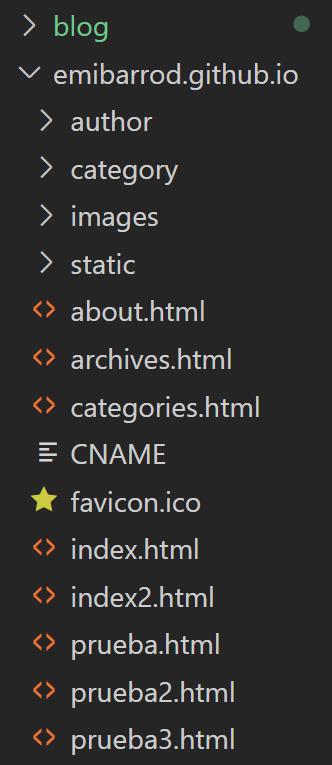 blog
emibarrod.github.io
author
category
images
static
about.html
archives.html
categories.html
CNAME
favicon.ico
index.html
index2.html
prueba.html
prueba2.html
prueba3.html